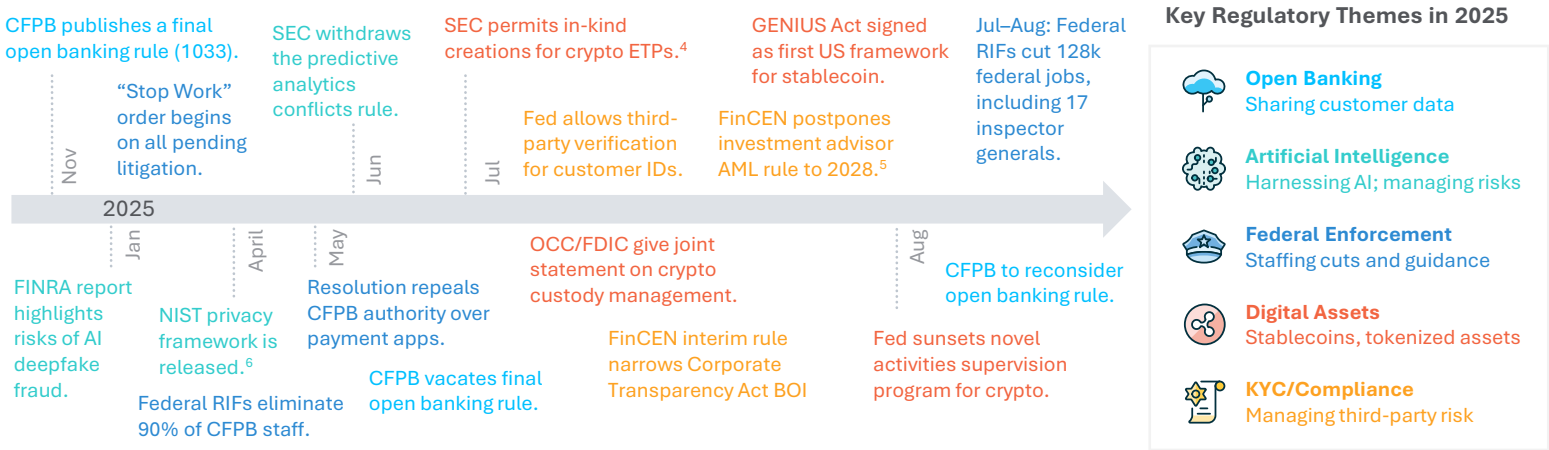 CFPB publishes a final
open banking rule (1033).
“Stop Work”
order begins
on all pending
litigation.
SEC withdraws
the predictive
analytics
conflicts rule.
SEC permits in-kind
creations for crypto ETPs.4
Fed allows third-
party verification
for customer IDs.
GENIUS Act signed
as first US framework
for stablecoin.
FinCEN postpones
investment advisor
AML rule to 2028.5
Jul–Aug: Federal
RIFs cut 128k
federal jobs,
including 17
inspector
generals.
Nov
Jun
Jul
2025
Jan
April
May
Aug
FINRA report
highlights
risks of AI
deepfake
fraud.
NIST privacy
framework is
released.6
Federal RIFs eliminate
90% of CFPB staff.
Resolution repeals
CFPB authority over
payment apps.
CFPB vacates final
open banking rule.
OCC/FDIC give joint
statement on crypto
custody management.
FinCEN interim rule
narrows Corporate
Transparency Act BOI
CFPB to reconsider
open banking rule.
Fed sunsets novel
activities supervision
program for crypto.
Key Regulatory Themes in 2025
Open Banking
Sharing customer data
Artificial Intelligence
Harnessing AI; managing risks
Federal Enforcement
Staffing cuts and guidance
Digital Assets
Stablecoins, tokenized assets
KYC/Compliance
Managing third-party risk